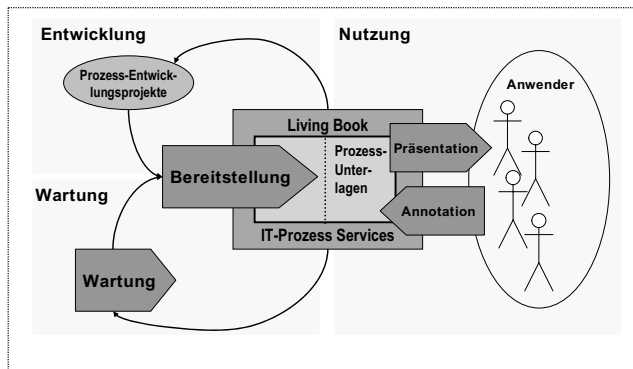 Entwicklung
Nutzung
Prozess-Entwick-
lungsprojekte
Anwender
Living Book
Prozess-
Unter-
lagen
Präsentation
Bereitstellung
Wartung
Annotation
IT-Prozess Services
Wartung